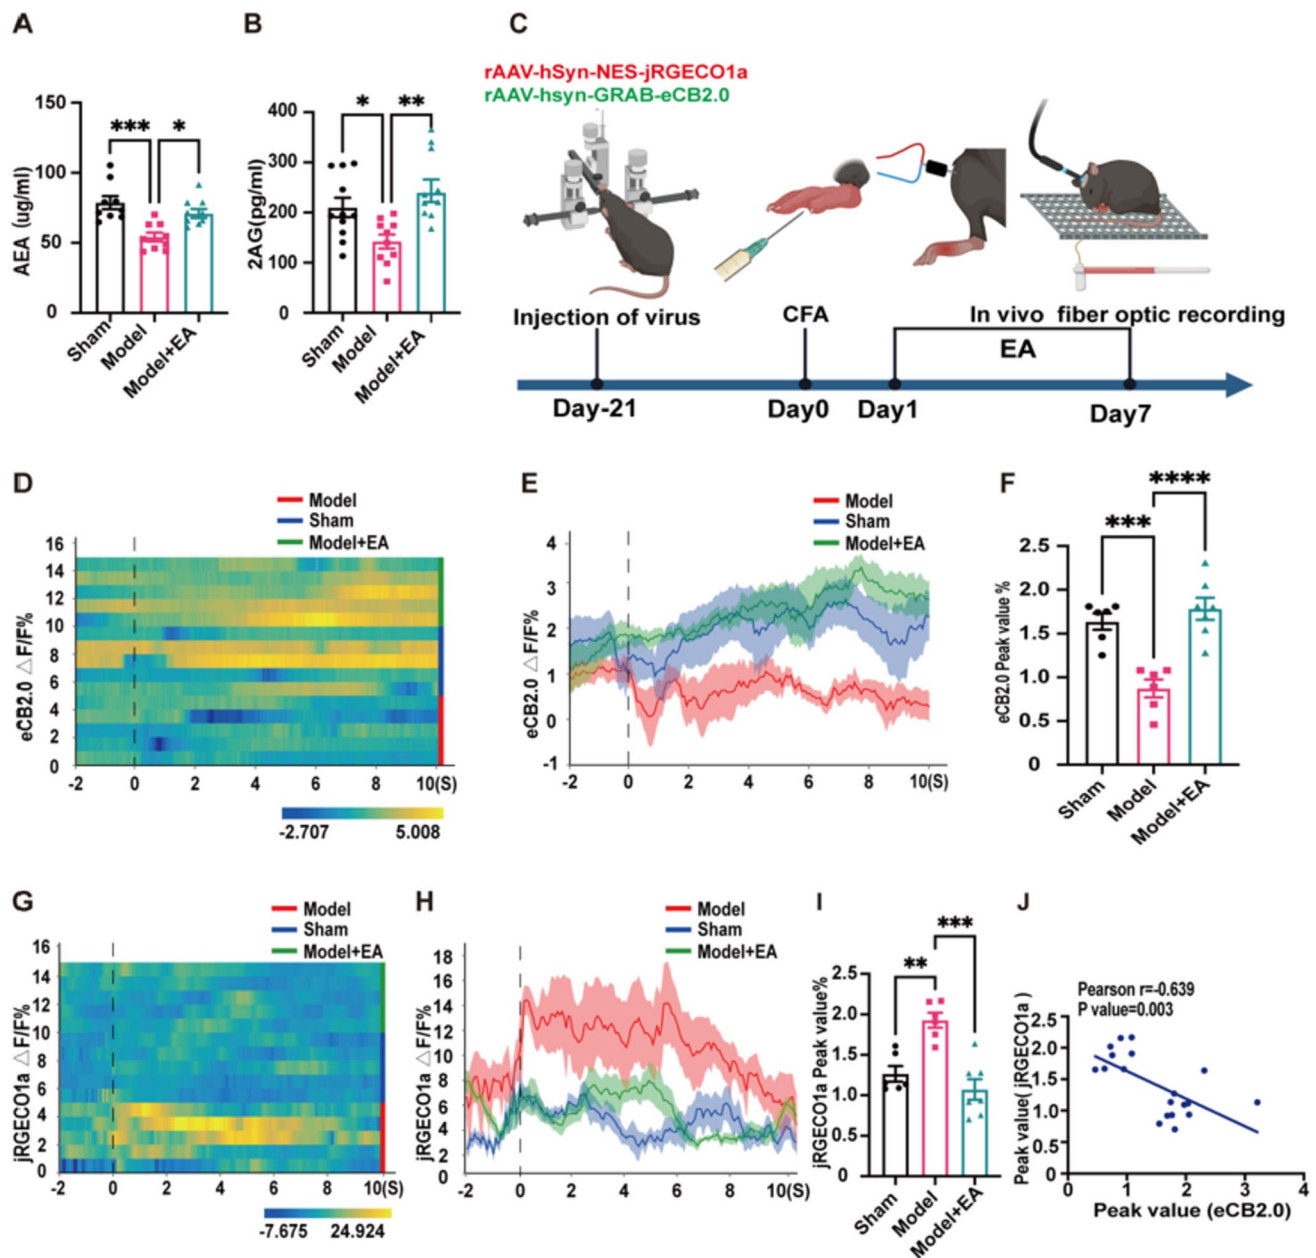 A
AEA (ug/ml)
150
100
50
0
***
*
Sham
Model
Model+EA
B
2AG(pg/ml)
400
300
200
100
0
*
**
Sham
Model
Model+EA
C
rAAV-hSyn-NES-jRGECO1a
rAAV-hsyn-GRAB-eCB2.0
Injection of virus
CFA
In vivo fiber optic recording
EA
Day-21
Day0
Day1
Day7
D
Model
Sham
Model+EA
eCB2.0 △F/F%
16
14
12
10
8
6
4
2
0
-2 0 2 4 6 8 10(S)
-2.707 5.008
E
Model
Sham
Model+EA
eCB2.0 △F/F%
4
3
2
1
0
-1
-2 0 2 4 6 8 10(S)
F
****
***
eCB2.0 Peak value %
2.5
2.0
1.5
1.0
0.5
0
Sham
Model
Model+EA
G
Model
Sham
Model+EA
jRGECO1a △F/F%
16
14
12
10
8
6
4
2
0
-2 0 2 4 6 8 10(S)
-7.675 24.924
H
Model
Sham
Model+EA
jRGECO1a △F/F%
18
16
14
12
10
8
6
4
2
0
-2 0 2 4 6 8 10(S)
I
***
**
jRGECO1a Peak value%
2.5
2.0
1.5
1.0
0.5
0
Sham
Model
Model+EA
J
Pearson r=-0.639
P value=0.003
Peak value( jRGECO1a )
2.5
2.0
1.5
1.0
0.5
0
0 1 2 3 4
Peak value (eCB2.0)